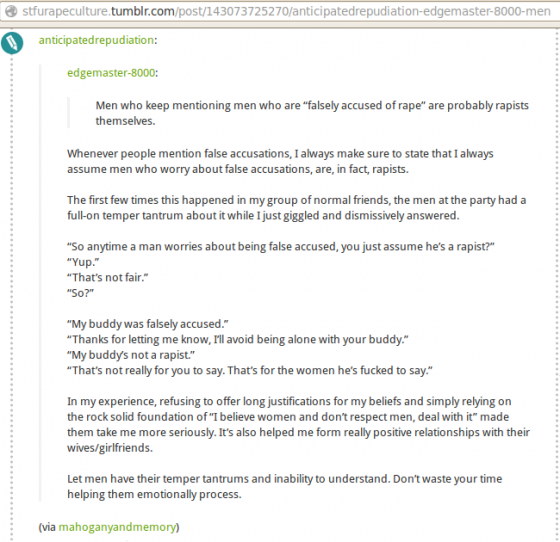 stfurapeculture.tumblr.com/post/143073725270/anticipatedrepudiation-edgemaster-8000-men
anticipatedrepudiation:
edgemaster-8000:
Men who keep mentioning men who are “falsely accused of rape” are probably rapists
themselves.
Whenever people mention false accusations, I always make sure to state that I always
assume men who worry about false accusations, are, in fact, rapists.
The first few times this happened in my group of normal friends, the men at the party had a
full-on temper tantrum about it while I just giggled and dismissively answered.
“So anytime a man worries about being false accused, you just assume he’s a rapist?”
“Yup.”
“That’s not fair.”
“So?”
“My buddy was falsely accused.”
“Thanks for letting me know, I’ll avoid being alone with your buddy.”
“My buddy’s not a rapist.”
“That’s not really for you to say. That’s for the women he’s fucked to say.”
In my experience, refusing to offer long justifications for my beliefs and simply relying on
the rock solid foundation of “I believe women and don’t respect men, deal with it” made
them take me more seriously. It’s also helped me form really positive relationships with their
wives/girlfriends.
Let men have their temper tantrums and inability to understand. Don’t waste your time
helping them emotionally process.
(via mahoganyandmemory)